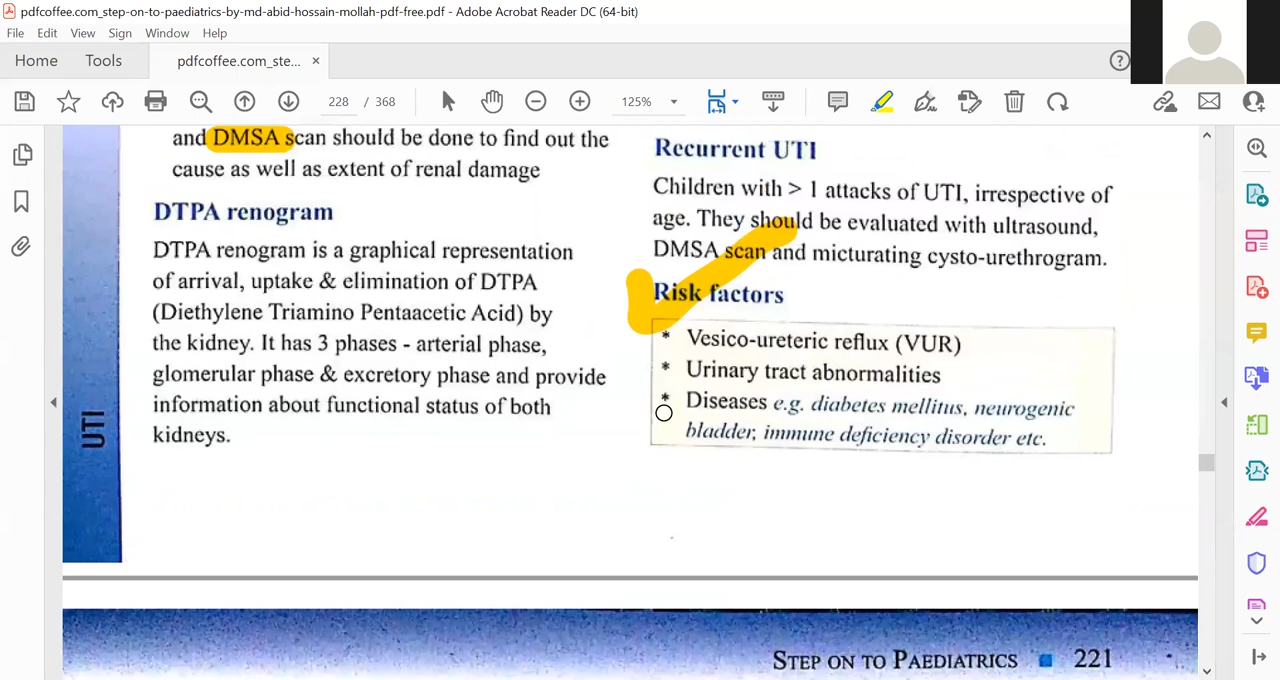 pdfcoffee.com_step-on-to-paediatrics-by-md-abid-hossain-mollah-pdf-free.pdf - Adobe Acrobat Reader DC (64-bit)
File Edit View Sign Window Help
Home Tools pdfcoffee.com_ste... ×
228 / 368 125%
and DMSA scan should be done to find out the
cause as well as extent of renal damage
DTPA renogram
DTPA renogram is a graphical representation
of arrival, uptake & elimination of DTPA
(Diethylene Triamino Pentaacetic Acid) by
the kidney. It has 3 phases - arterial phase,
glomerular phase & excretory phase and provide
information about functional status of both
kidneys.
UTI
Recurrent UTI
Children with > 1 attacks of UTI, irrespective of
age. They should be evaluated with ultrasound,
DMSA scan and micturating cysto-urethrogram.
Risk factors
* Vesico-ureteric reflux (VUR)
* Urinary tract abnormalities
* Diseases e.g. diabetes mellitus, neurogenic
bladder, immune deficiency disorder etc.
STEP ON TO PAEDIATRICS ■ 221